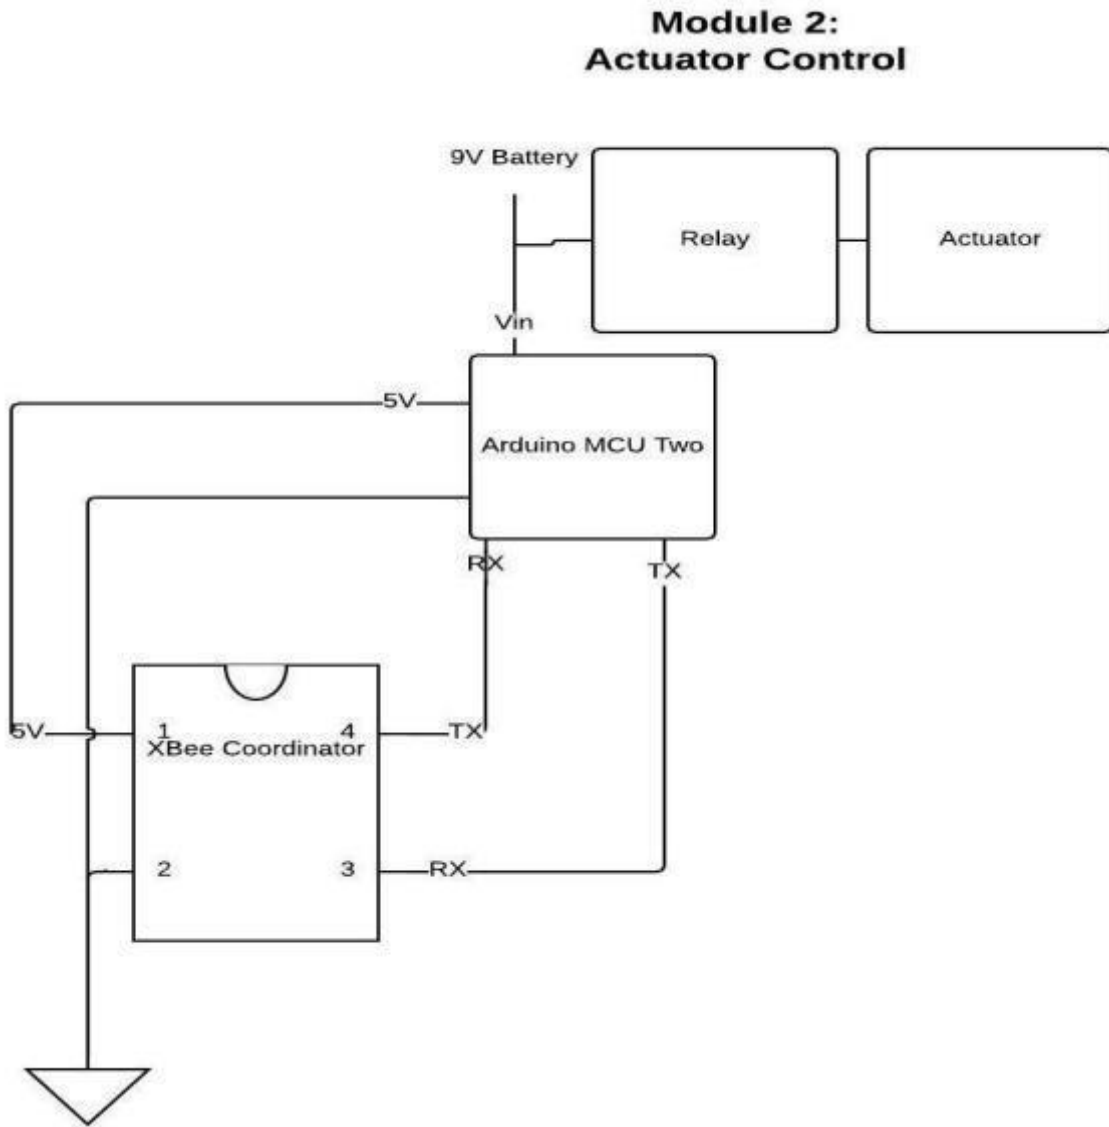 Module 2:
Actuator Control
9V Battery
Relay
Actuator
Vin
5V
Arduino MCU Two
RX
TX
5V
1
4
TX
XBee Coordinator
2
3
RX